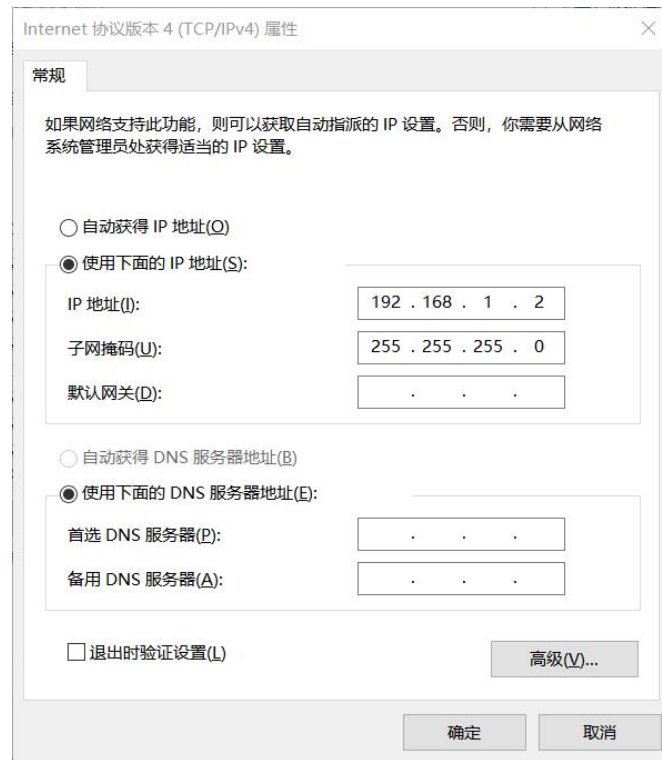 Internet 协议版本 4 (TCP/IPv4) 属性
常规
如果网络支持此功能，则可以获取自动指派的 IP 设置。否则，你需要从网络
系统管理员处获得适当的 IP 设置。
自动获得 IP 地址(O)
使用下面的 IP 地址(S):
IP 地址(I): 192 . 168 . 1 . 2
子网掩码(U): 255 . 255 . 255 . 0
默认网关(D): . . .
自动获得 DNS 服务器地址(B)
使用下面的 DNS 服务器地址(E):
首选 DNS 服务器(P): . . .
备用 DNS 服务器(A): . . .
退出时验证设置(L)
高级(V)...
确定 取消